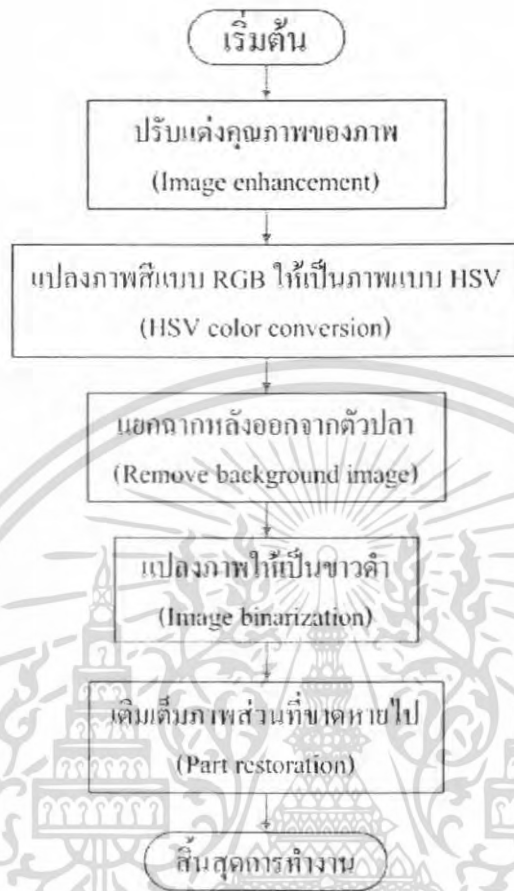 เริ่มต้น
ปรับแต่งคุณภาพของภาพ
(Image enhancement)
แปลงภาพสีแบบ RGB ให้เป็นภาพแบบ HSV
(HSV color conversion)
แยกฉากหลังออกจากตัวปลา
(Remove background image)
แปลงภาพให้เป็นขาวดำ
(Image binarization)
เติมเต็มภาพส่วนที่ขาดหายไป
(Part restoration)
สิ้นสุดการทำงาน